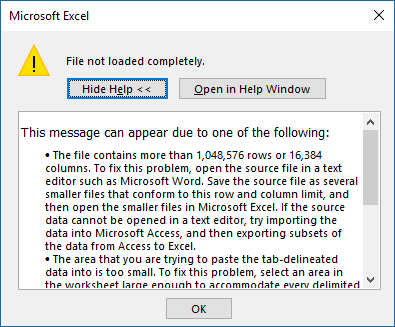 Microsoft Excel
File not loaded completely.
Hide Help <<
Open in Help Window
This message can appear due to one of the following:
• The file contains more than 1,048,576 rows or 16,384
columns. To fix this problem, open the source file in a text
editor such as Microsoft Word. Save the source file as several
smaller files that conform to this row and column limit, and
then open the smaller files in Microsoft Excel. If the source
data cannot be opened in a text editor, try importing the
data into Microsoft Access, and then exporting subsets of
the data from Access to Excel.
• The area that you are trying to paste the tab-delineated
data into is too small. To fix this problem, select an area in
the worksheet large enough to accommodate every delimited
OK